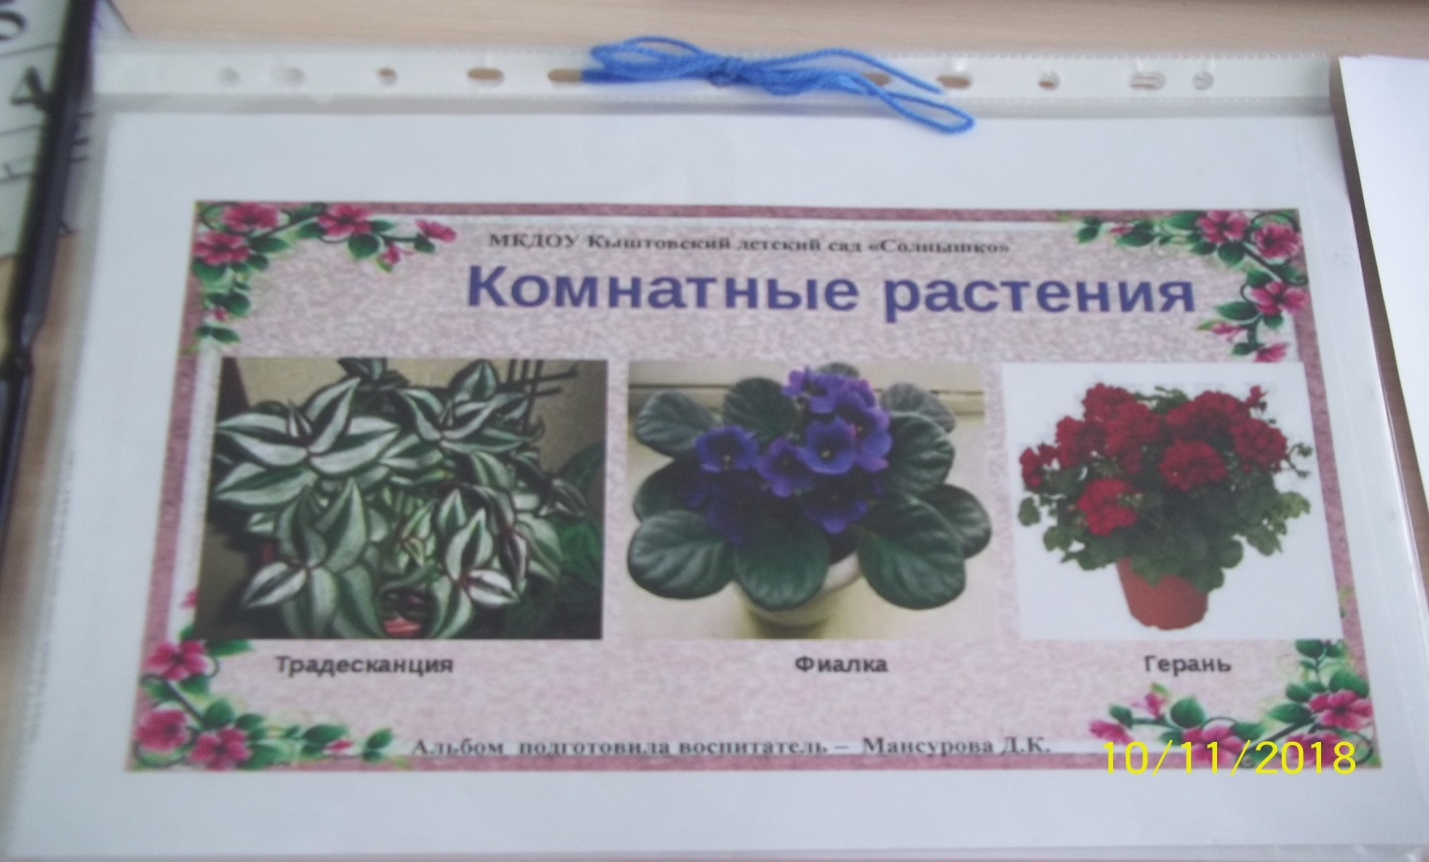 МКДОУ Кыштовский детский сад «Солнышко»
Комнатные растения
Традесканция
Фиалка
Герань
Альбом подготовила воспитатель – Мансурова Д.К.
10/11/2018